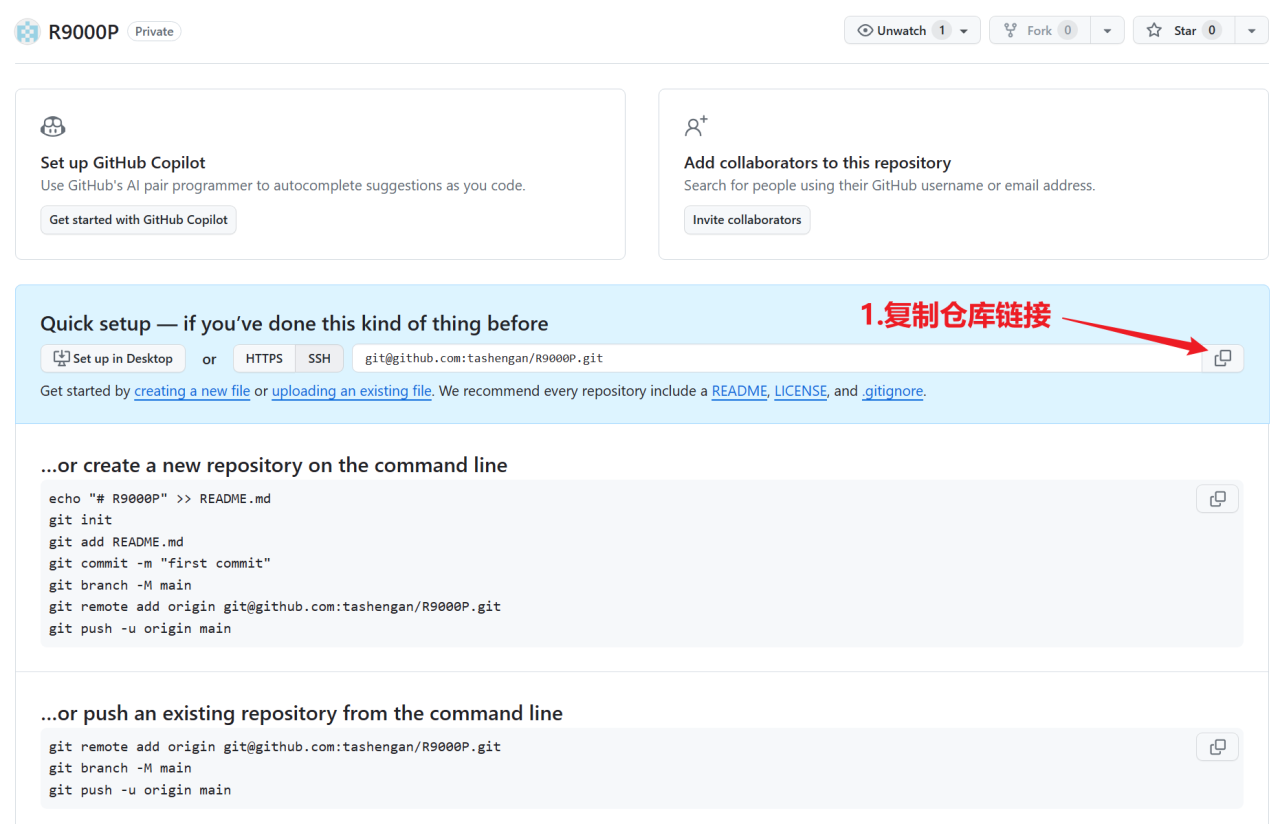 R9000P Private Unwatch 1 Fork 0 Star 0
Set up GitHub Copilot
Use GitHub's AI pair programmer to autocomplete suggestions as you code.
Get started with GitHub Copilot
Add collaborators to this repository
Search for people using their GitHub username or email address.
Invite collaborators
Quick setup — if you’ve done this kind of thing before
1.复制仓库链接
Set up in Desktop or HTTPS SSH git@github.com:tashengan/R9000P.git
Get started by creating a new file or uploading an existing file. We recommend every repository include a README, LICENSE, and .gitignore.
…or create a new repository on the command line
echo "# R9000P" >> README.md
git init
git add README.md
git commit -m "first commit"
git branch -M main
git remote add origin git@github.com:tashengan/R9000P.git
git push -u origin main
…or push an existing repository from the command line
git remote add origin git@github.com:tashengan/R9000P.git
git branch -M main
git push -u origin main